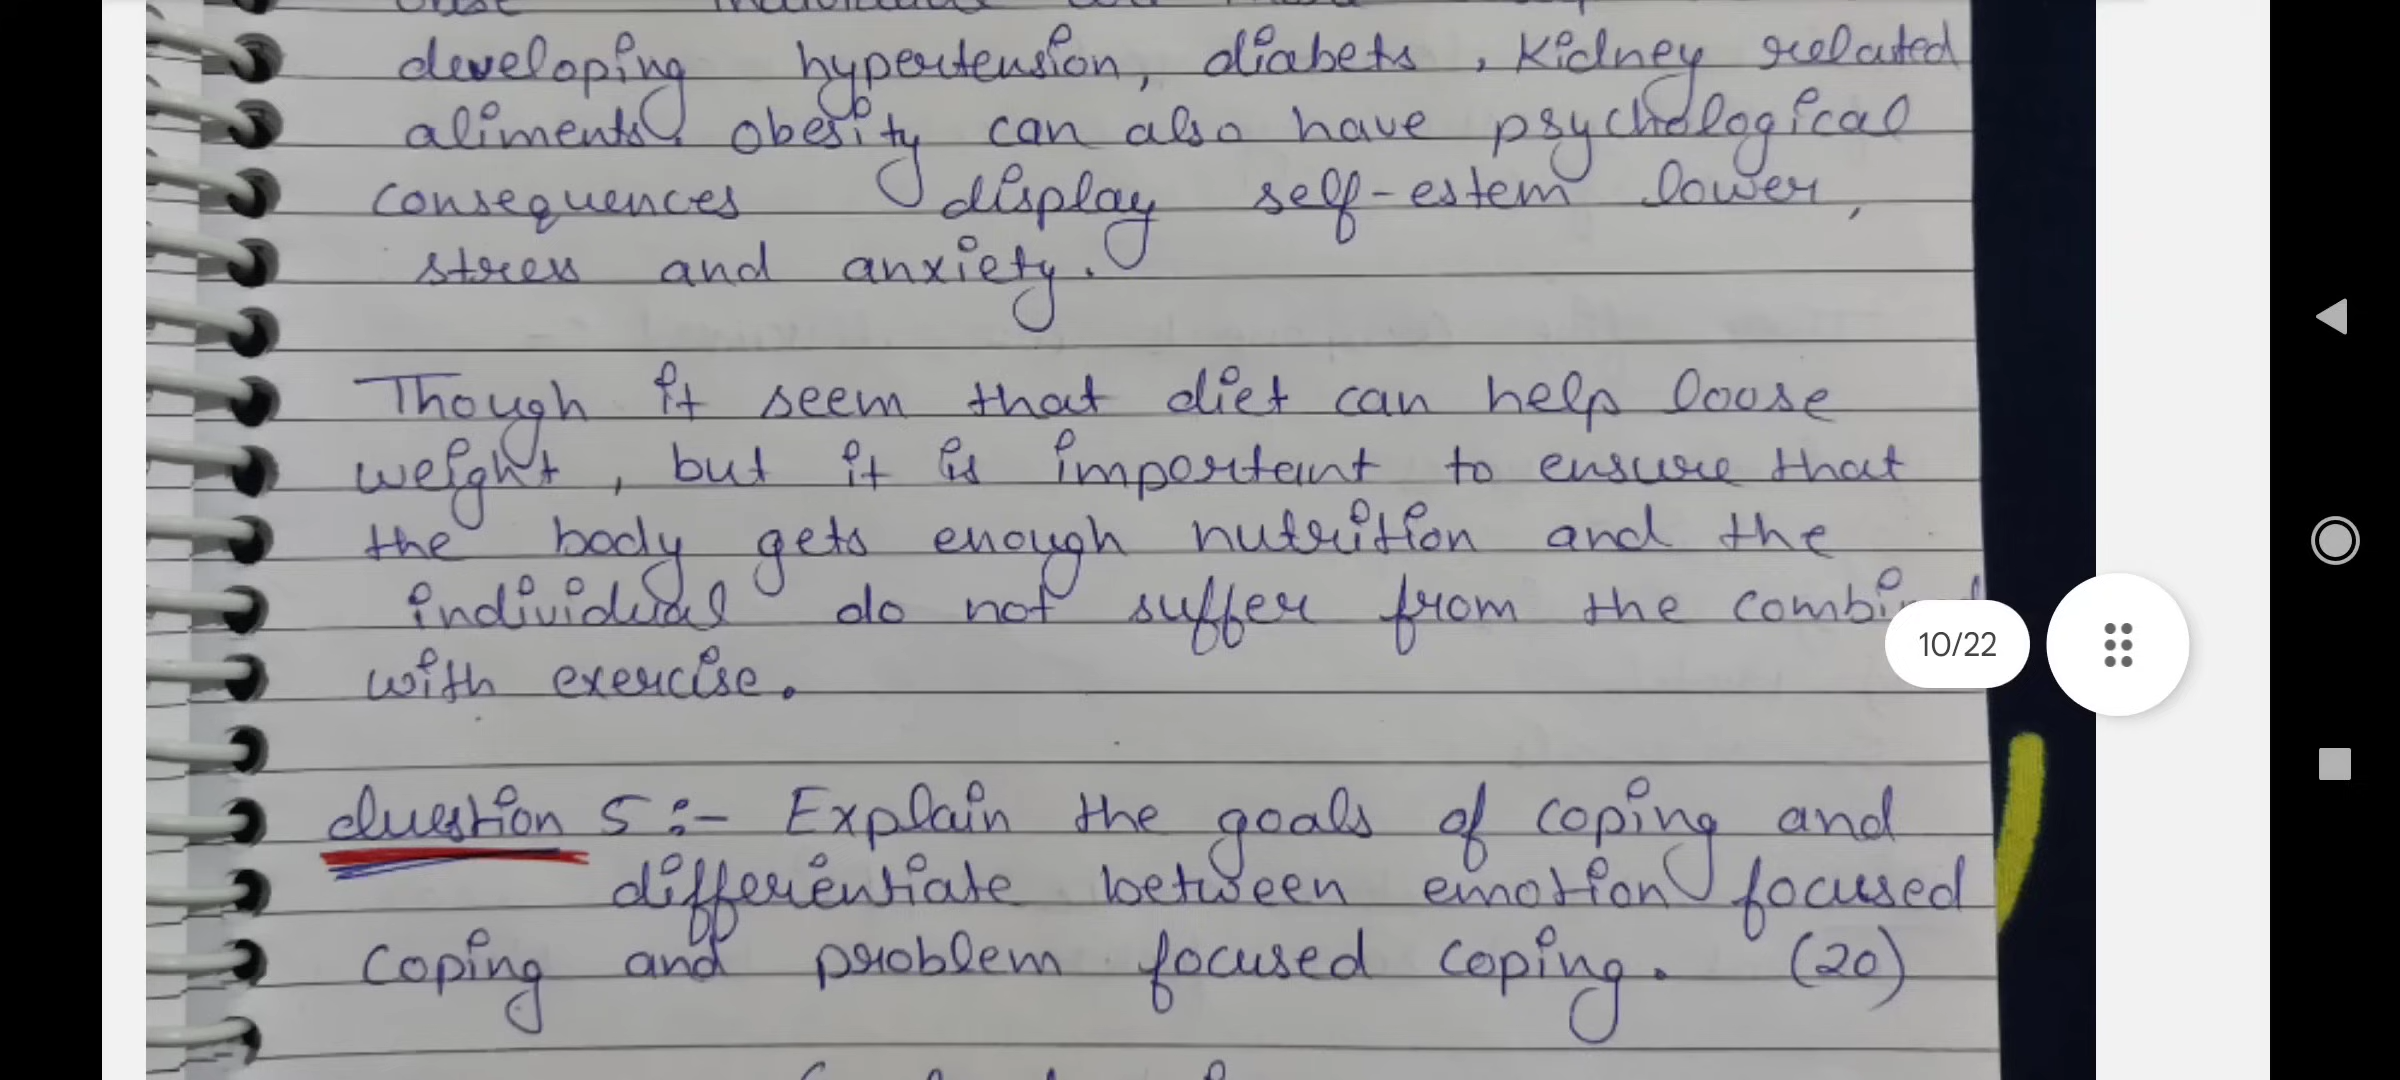 developing hypertension, diabets, Kidney related
aliments. obesity can also have psychological
consequences display self-estem lower,
stress and anxiety.
Though it seem that diet can help loose
weight, but it is important to ensure that
the body gets enough nutrition and the
individual do not suffer from the combined
with exercise.
10/22
Question 5:- Explain the goals of coping and
differentiate between emotion focused
coping and problem focused coping. (20)